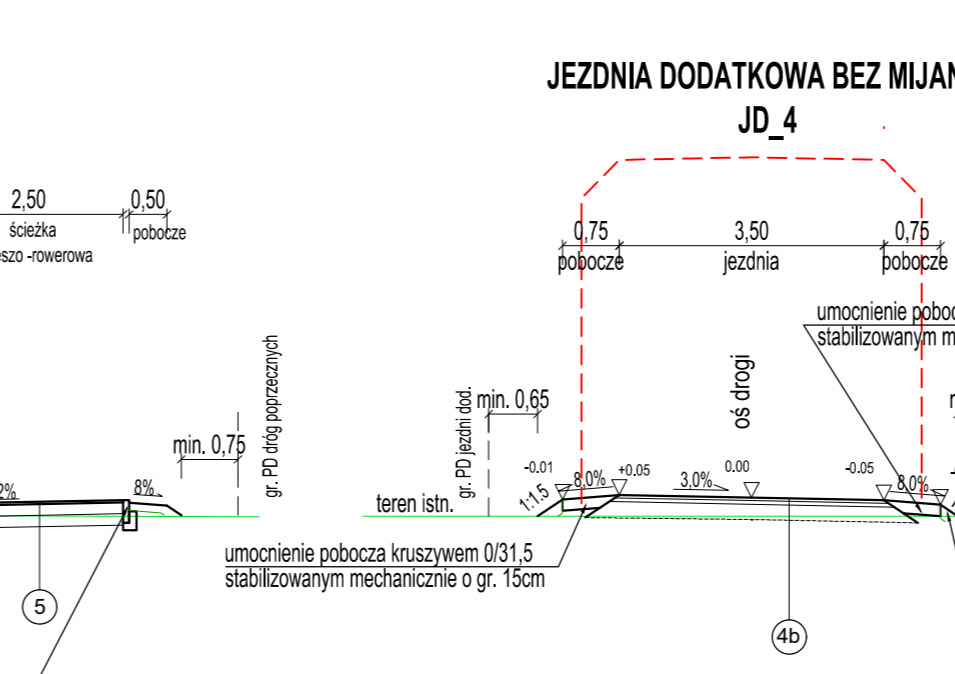 JEZDNIA DODATKOWA BEZ
JD_4
2,50
0,50
ścieżka
pobocze
-rowerowa
0,75
3,50
0,75
pobocze
jezdnia
pobocze
umocnienie
stabilizowanym
oś drogi
gr. PD dróg poprzecznych
min. 0,75
gr. PD jezdni dod.
min. 0,65
8%
teren istn.
1:1.5
-0.01
8,0%
+0.05
3,0%
0.00
-0.05
8,0%
umocnienie pobocza kruszywem 0/31,5
stabilizowanym mechanicznie o gr. 15cm
5
4b